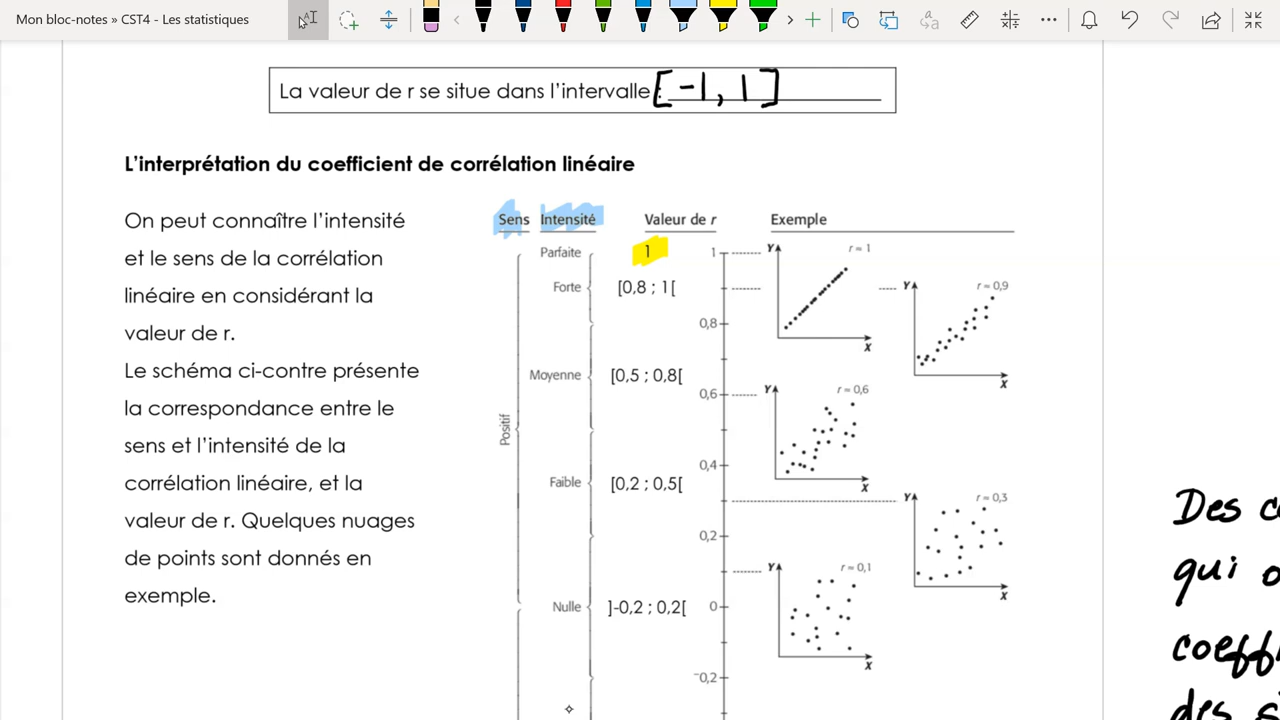 Mon bloc-notes » CST4 - Les statistiques
La valeur de r se situe dans l'intervalle : [-1, 1]
L'interprétation du coefficient de corrélation linéaire
On peut connaître l'intensité
et le sens de la corrélation
linéaire en considérant la
valeur de r.
Le schéma ci-contre présente
la correspondance entre le
sens et l'intensité de la
corrélation linéaire, et la
valeur de r. Quelques nuages
de points sont donnés en
exemple.
Sens Intensité Valeur de r Exemple
Parfaite 1 1
Forte [0,8 ; 1[
0,8
Moyenne [0,5 ; 0,8[
0,6
0,4
Faible [0,2 ; 0,5[
0,2
Nulle ]-0,2 ; 0,2[ 0
-0,2
Positif
Y r = 1
X
Y r ≈ 0,9
X
Y r ≈ 0,6
X
Y r ≈ 0,3
X
Y r ≈ 0,1
X
Des
qui
des